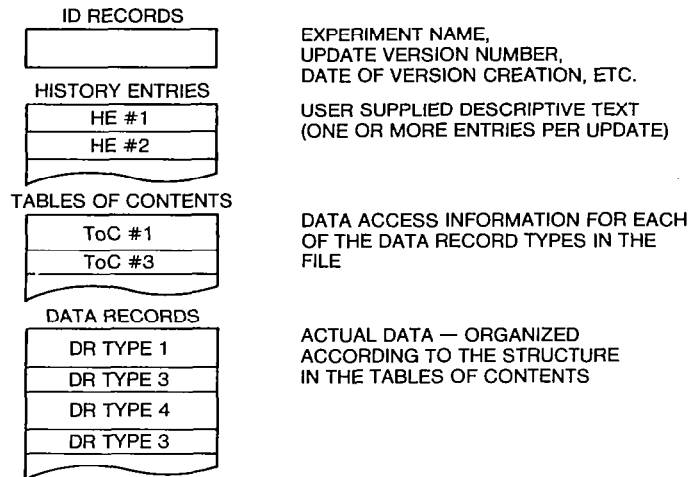 ID RECORDS
EXPERIMENT NAME,
UPDATE VERSION NUMBER,
DATE OF VERSION CREATION, ETC.
HISTORY ENTRIES
HE #1
HE #2
USER SUPPLIED DESCRIPTIVE TEXT
(ONE OR MORE ENTRIES PER UPDATE)
TABLES OF CONTENTS
ToC #1
ToC #3
DATA ACCESS INFORMATION FOR EACH
OF THE DATA RECORD TYPES IN THE
FILE
DATA RECORDS
DR TYPE 1
DR TYPE 3
DR TYPE 4
DR TYPE 3
ACTUAL DATA — ORGANIZED
ACCORDING TO THE STRUCTURE
IN THE TABLES OF CONTENTS